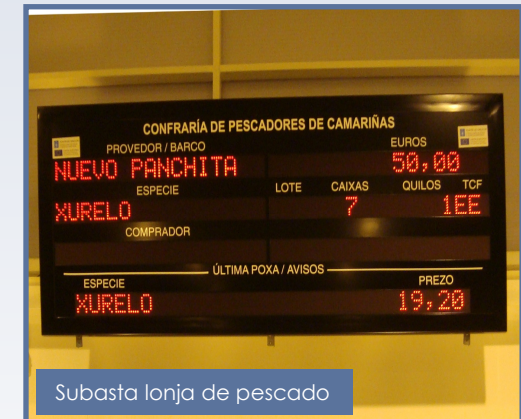 CONFRARÍA DE PESCADORES DE CAMARIÑAS
PROVEDOR / BARCO EUROS
NUEVO PANCHITA 50,00
ESPECIE LOTE CAIXAS QUILOS TCF
XURELO 7 1EE
COMPRADOR
ÚLTIMA POXA / AVISOS
ESPECIE PREZO
XURELO 19,20
Subasta lonja de pescado